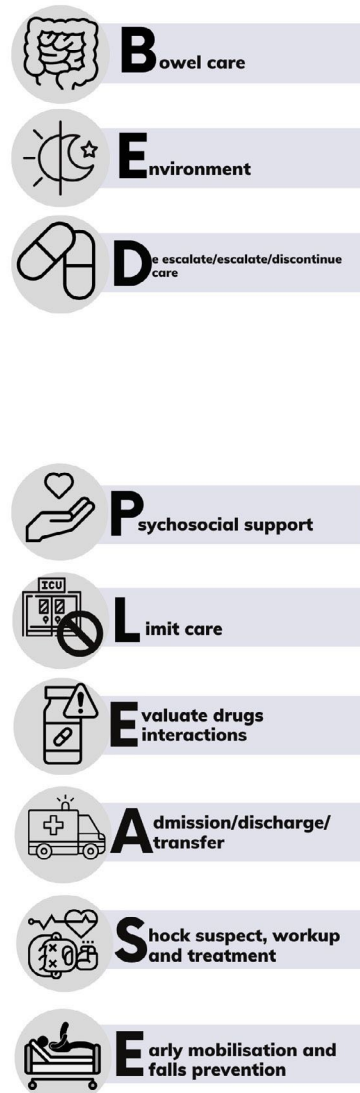 Bowel care
Environment
De escalate/escalate/discontinue
care
Psychosocial support
ICU
Limit care
Evaluate drugs
interactions
Admission/discharge/
transfer
Shock suspect, workup
and treatment
Early mobilisation and
falls prevention